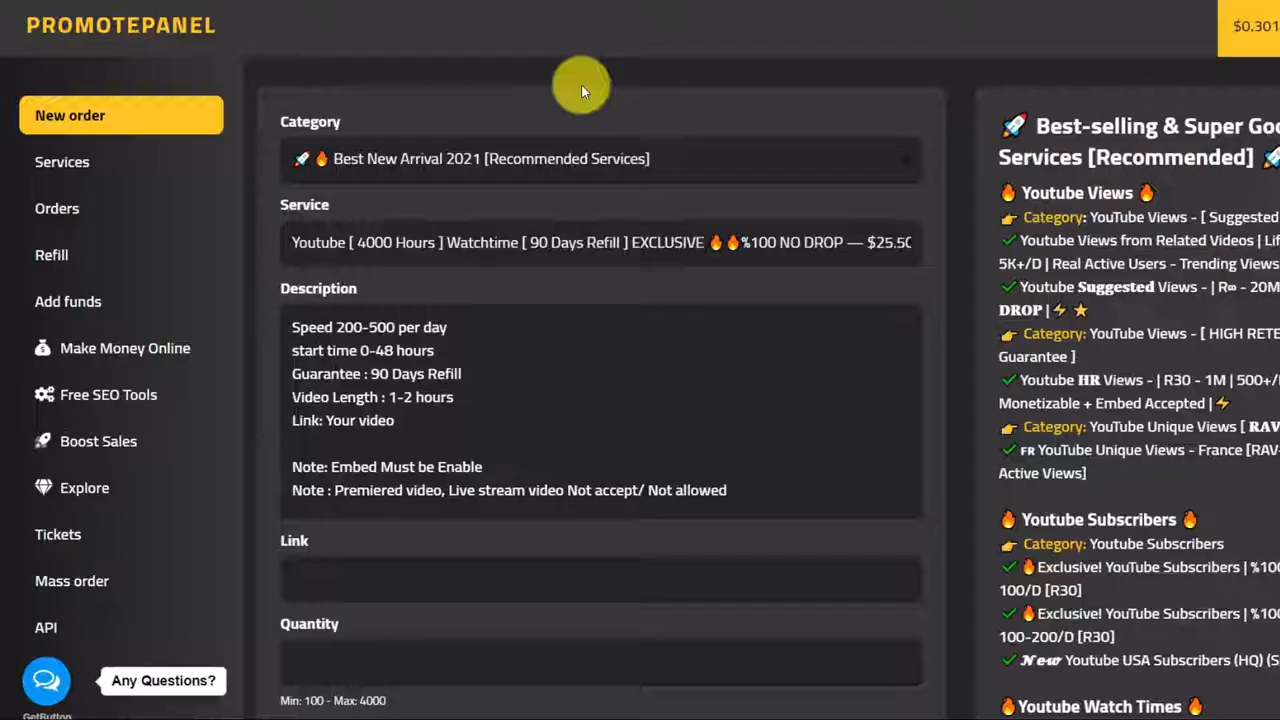 PROMOTEPANEL
$0.301
New order
Services
Orders
Refill
Add funds
Make Money Online
Free SEO Tools
Boost Sales
Explore
Tickets
Mass order
API
Any Questions?
GetButton
Category
🚀 🔥 Best New Arrival 2021 [Recommended Services]
Service
Youtube [ 4000 Hours ] Watchtime [ 90 Days Refill ] EXCLUSIVE 🔥🔥%100 NO DROP — $25.50
Description
Speed 200-500 per day
start time 0-48 hours
Guarantee : 90 Days Refill
Video Length : 1-2 hours
Link: Your video
Note: Embed Must be Enable
Note : Premiered video, Live stream video Not accept/ Not allowed
Link
Quantity
Min: 100 - Max: 4000
🚀 Best-selling & Super Goo
Services [Recommended] 🚀
🔥 Youtube Views 🔥
👉 Category: YouTube Views - [ Suggested
✓ Youtube Views from Related Videos | Lif
5K+/D | Real Active Users - Trending Views
✓ Youtube 𝐒𝐮𝐠𝐠𝐞𝐬𝐭𝐞𝐝 Views - | R∞ - 20M
𝐃𝐑𝐎𝐏 | ⚡ ⭐
👉 Category: YouTube Views - [ HIGH RETE
Guarantee ]
✓ Youtube 𝐇𝐑 Views - | R30 - 1M | 500+/
Monetizable + Embed Accepted | ⚡
👉 Category: YouTube Unique Views [ 𝐑𝐀𝐕
✓ ꜰʀ YouTube Unique Views - France [RAV-
Active Views]
🔥 Youtube Subscribers 🔥
👉 Category: Youtube Subscribers
✓ 🔥Exclusive! YouTube Subscribers | %100
100/D [R30]
✓ 🔥Exclusive! YouTube Subscribers | %100
100-200/D [R30]
✓ 𝑵𝒆𝒘 Youtube USA Subscribers (HQ) (S
🔥Youtube Watch Times 🔥